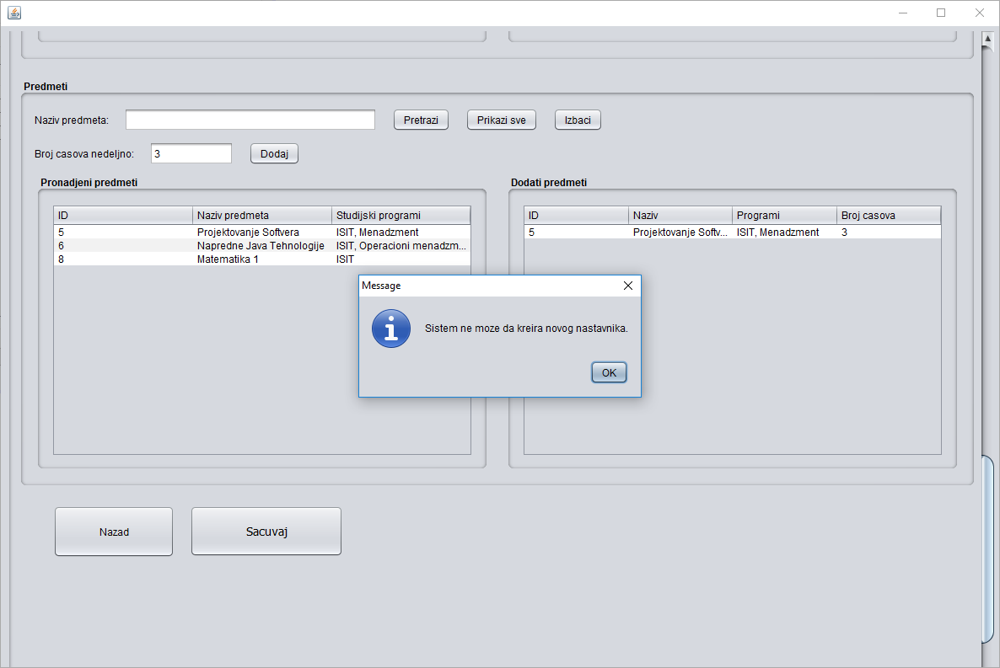 Predmeti
Naziv predmeta: Pretrazi Prikazi sve Izbaci
Broj casova nedeljno: 3 Dodaj
Pronadjeni predmeti
ID Naziv predmeta Studijski programi
5 Projektovanje Softvera ISIT, Menadzment
6 Napredne Java Tehnologije ISIT, Operacioni menadzm...
8 Matematika 1 ISIT
Dodati predmeti
ID Naziv Programi Broj casova
5 Projektovanje Softv... ISIT, Menadzment 3
Message
Sistem ne moze da kreira novog nastavnika.
OK
Nazad Sacuvaj